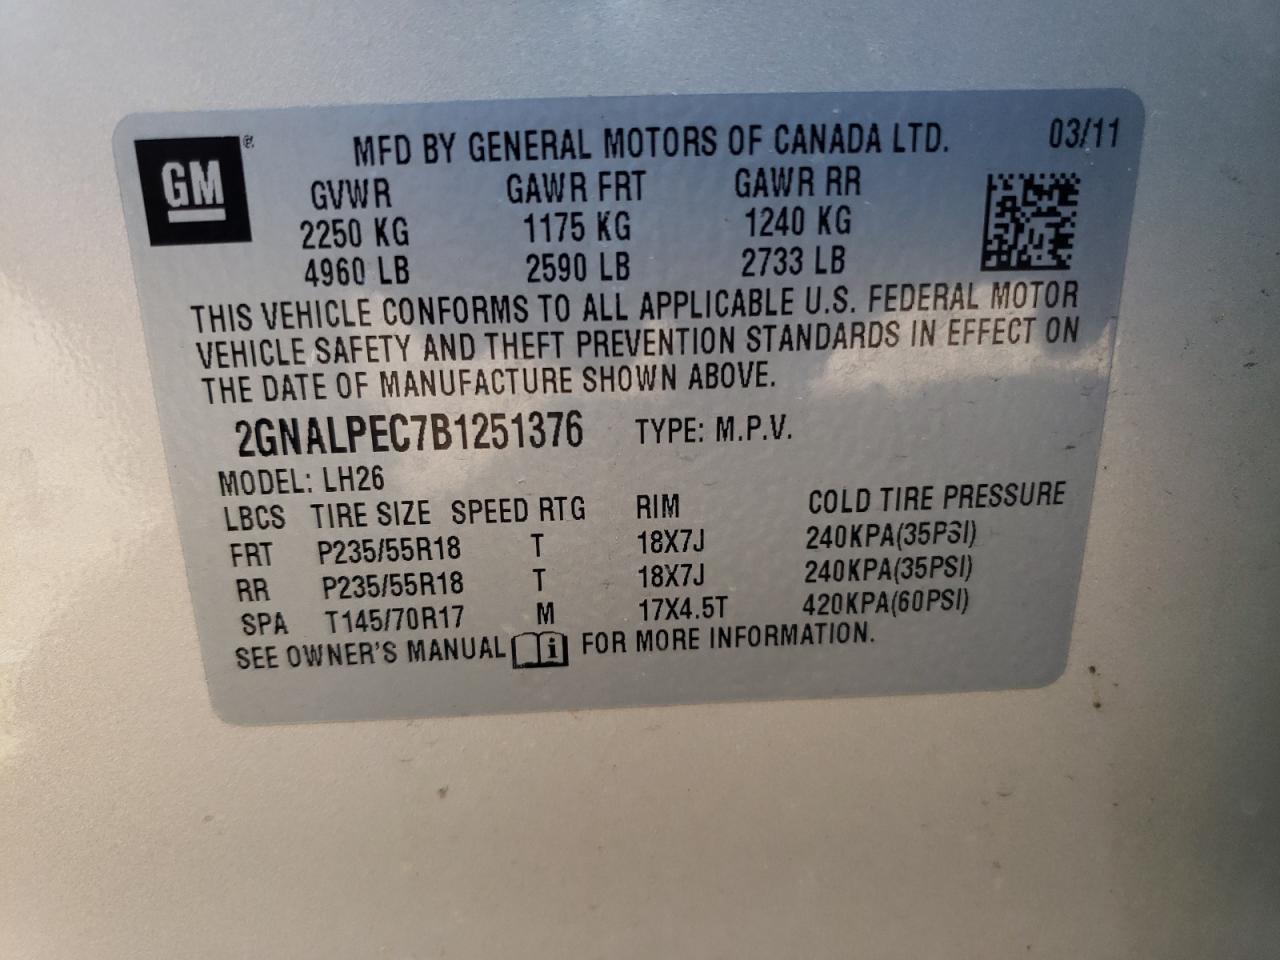 GM ® MFD BY GENERAL MOTORS OF CANADA LTD. 03/11
GVWR GAWR FRT GAWR RR
2250 KG 1175 KG 1240 KG
4960 LB 2590 LB 2733 LB
THIS VEHICLE CONFORMS TO ALL APPLICABLE U.S. FEDERAL MOTOR
VEHICLE SAFETY AND THEFT PREVENTION STANDARDS IN EFFECT ON
THE DATE OF MANUFACTURE SHOWN ABOVE.
2GNALPEC7B1251376 TYPE: M.P.V.
MODEL: LH26
LBCS TIRE SIZE SPEED RTG RIM COLD TIRE PRESSURE
FRT P235/55R18 T 18X7J 240KPA(35PSI)
RR P235/55R18 T 18X7J 240KPA(35PSI)
SPA T145/70R17 M 17X4.5T 420KPA(60PSI)
SEE OWNER'S MANUAL i FOR MORE INFORMATION.